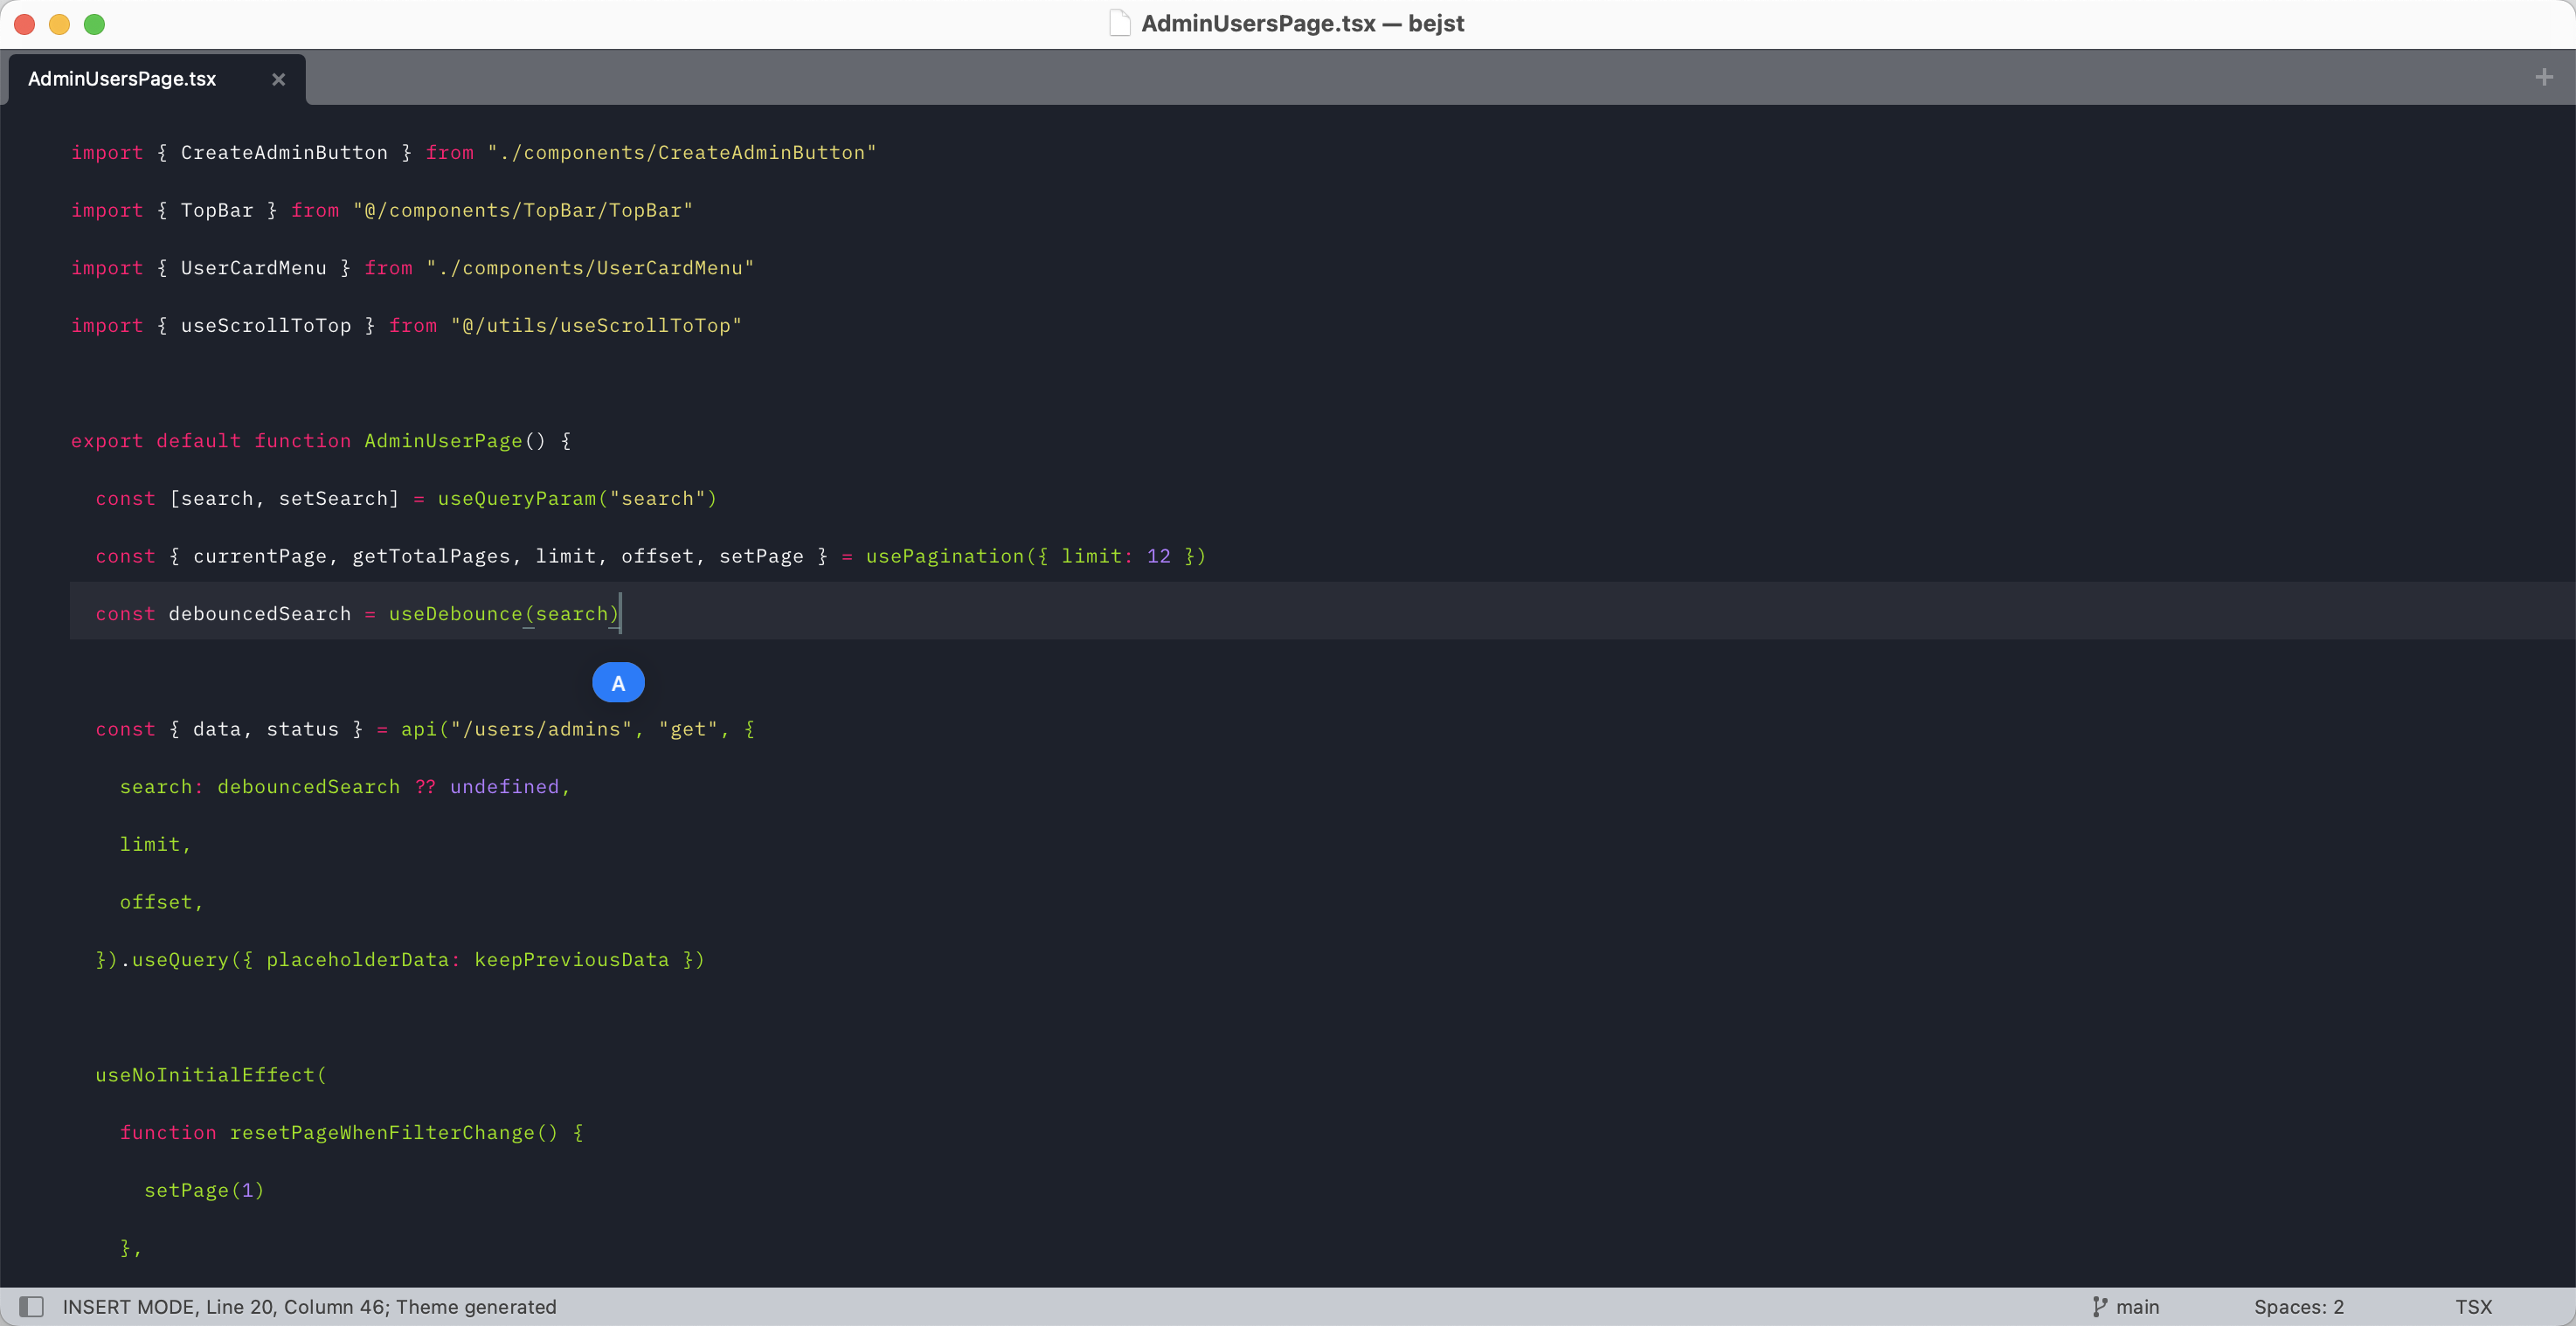 AdminUsersPage.tsx — bejst
AdminUsersPage.tsx
import { CreateAdminButton } from "./components/CreateAdminButton"
import { TopBar } from "@/components/TopBar/TopBar"
import { UserCardMenu } from "./components/UserCardMenu"
import { useScrollToTop } from "@/utils/useScrollToTop"
export default function AdminUserPage() {
const [search, setSearch] = useQueryParam("search")
const { currentPage, getTotalPages, limit, offset, setPage } = usePagination({ limit: 12 })
const debouncedSearch = useDebounce(search)
A
const { data, status } = api("/users/admins", "get", {
search: debouncedSearch ?? undefined,
limit,
offset,
}).useQuery({ placeholderData: keepPreviousData })
useNoInitialEffect(
function resetPageWhenFilterChange() {
setPage(1)
},
INSERT MODE, Line 20, Column 46; Theme generated
main
Spaces: 2
TSX